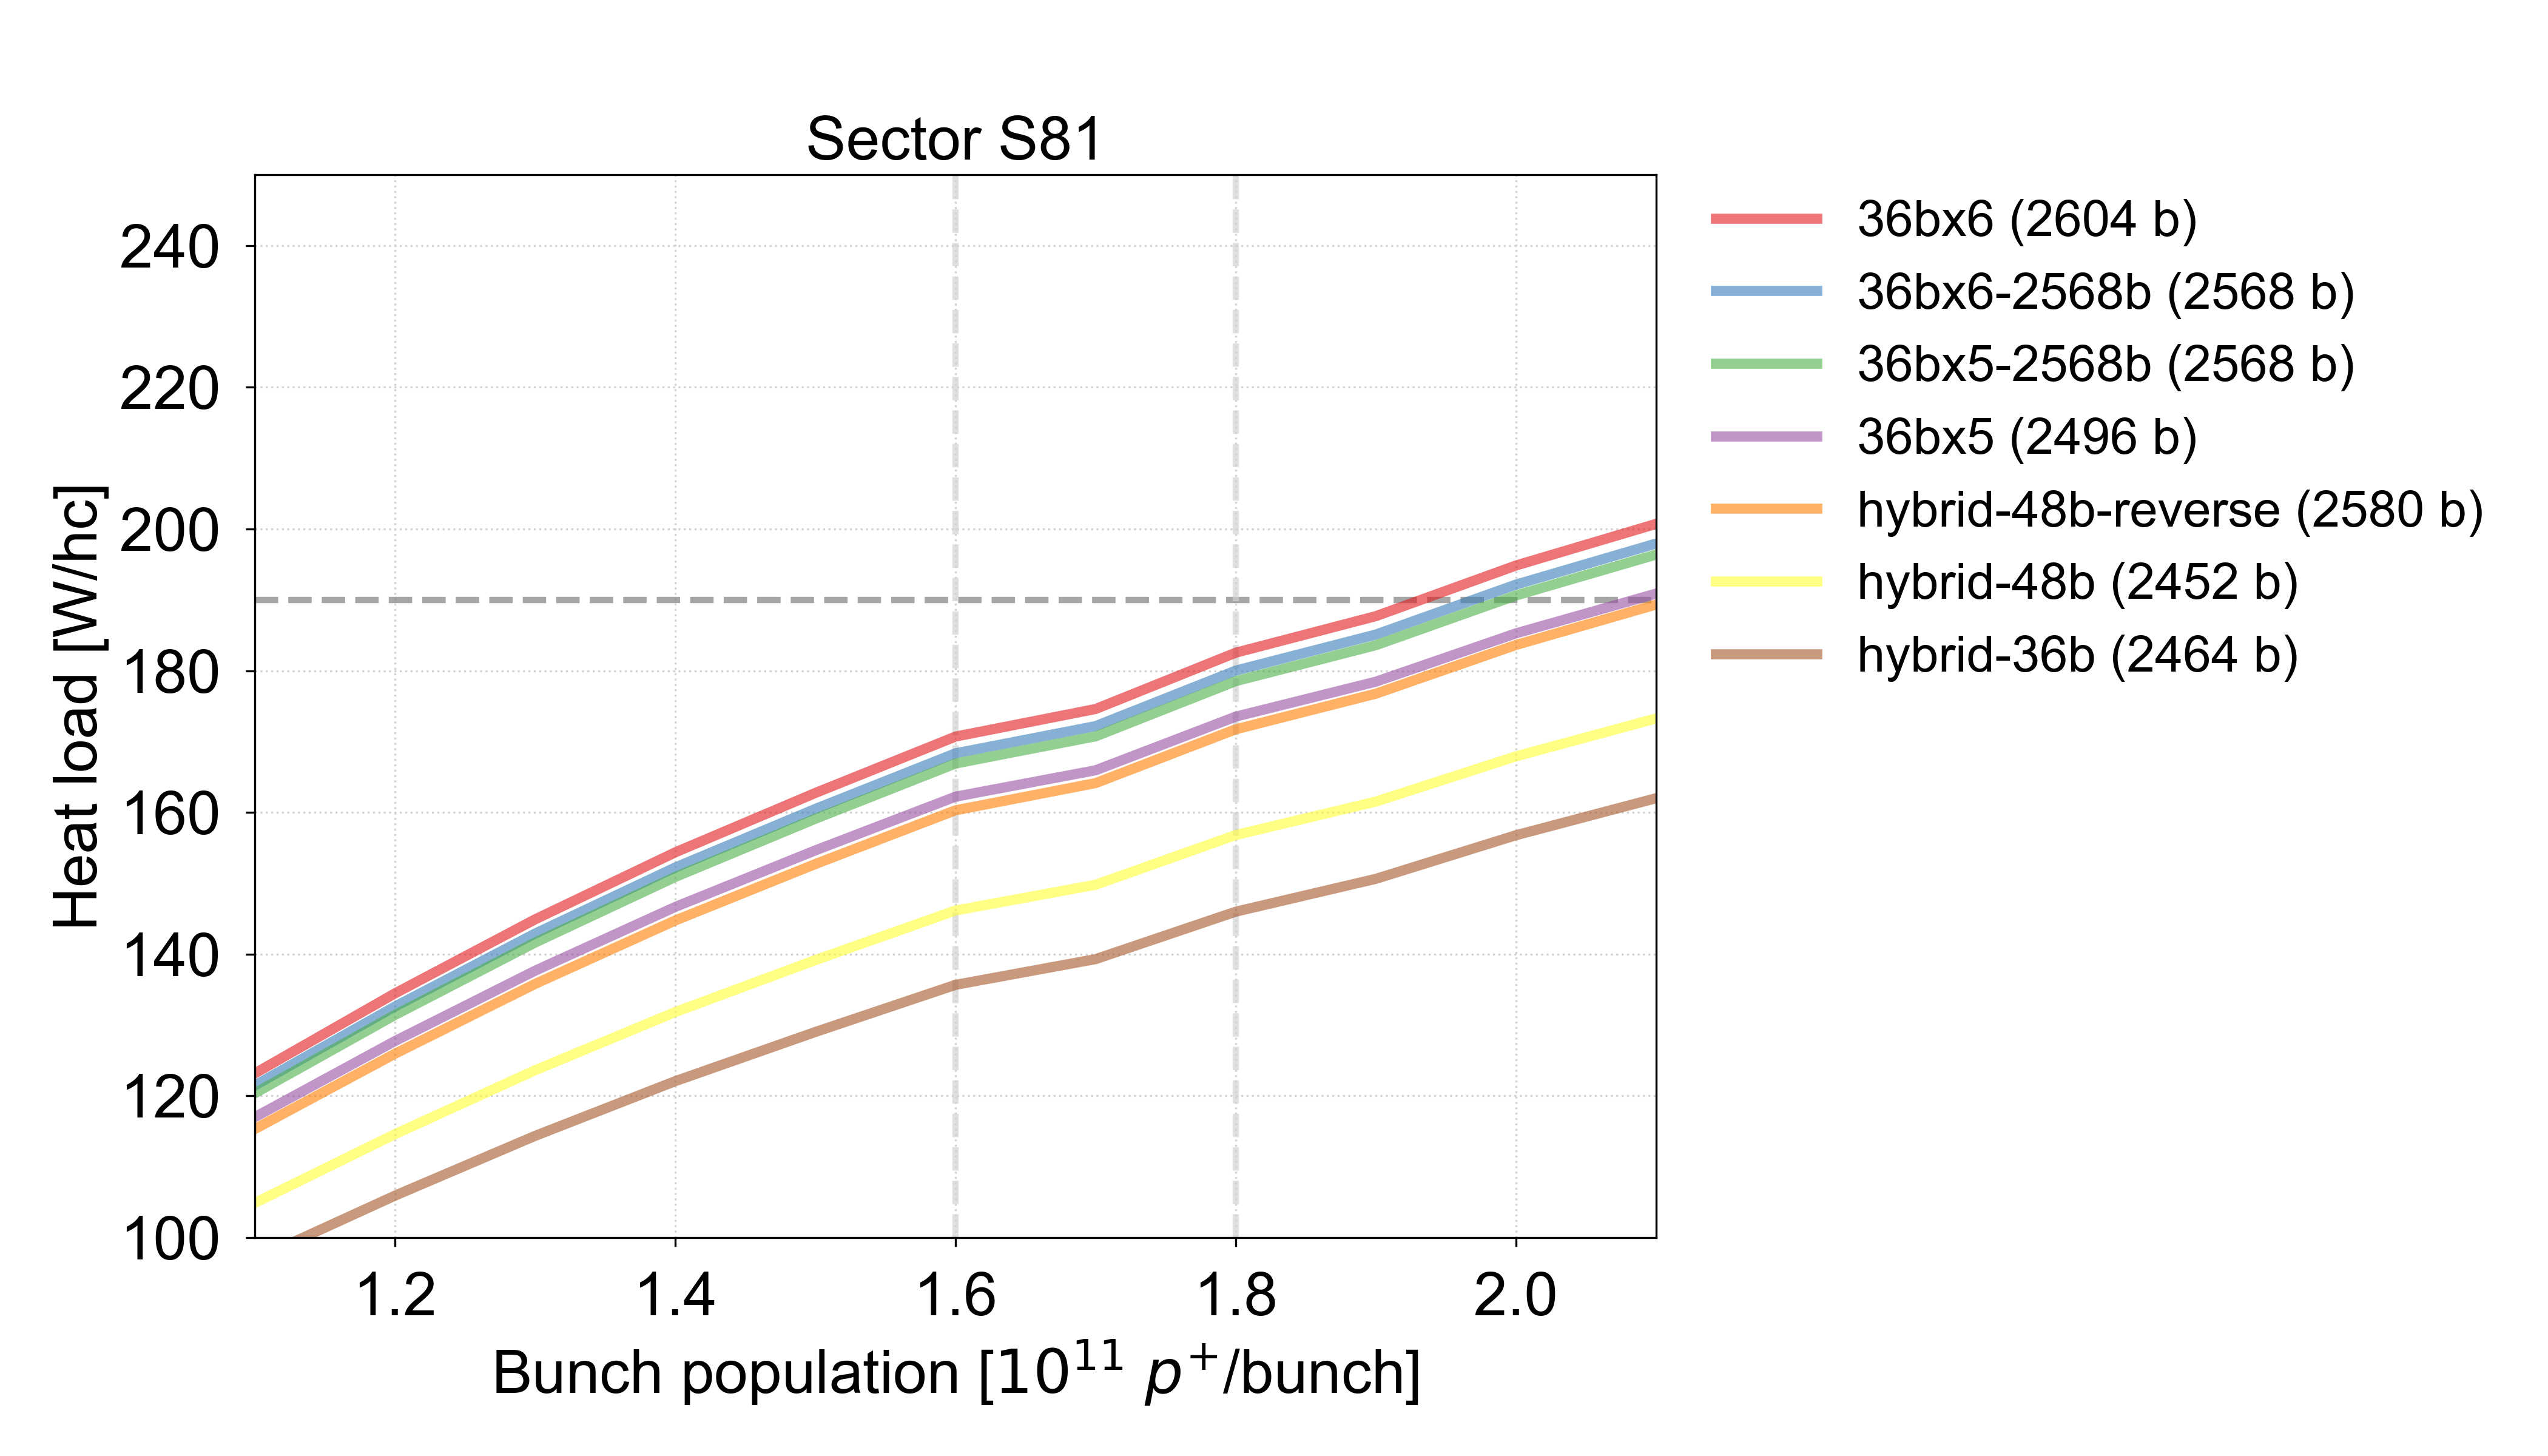 Sector S81
240
220
200
180
160
140
120
100
Heat load [W/hc]
1.2 1.4 1.6 1.8 2.0
Bunch population [10¹¹ p⁺/bunch]
36bx6 (2604 b)
36bx6-2568b (2568 b)
36bx5-2568b (2568 b)
36bx5 (2496 b)
hybrid-48b-reverse (2580 b)
hybrid-48b (2452 b)
hybrid-36b (2464 b)